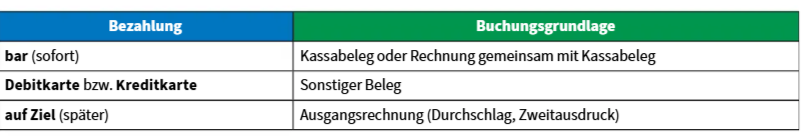 Bezahlung Buchungsgrundlage
bar (sofort) Kassabeleg oder Rechnung gemeinsam mit Kassabeleg
Debitkarte bzw. Kreditkarte Sonstiger Beleg
auf Ziel (später) Ausgangsrechnung (Durchschlag, Zweitausdruck)